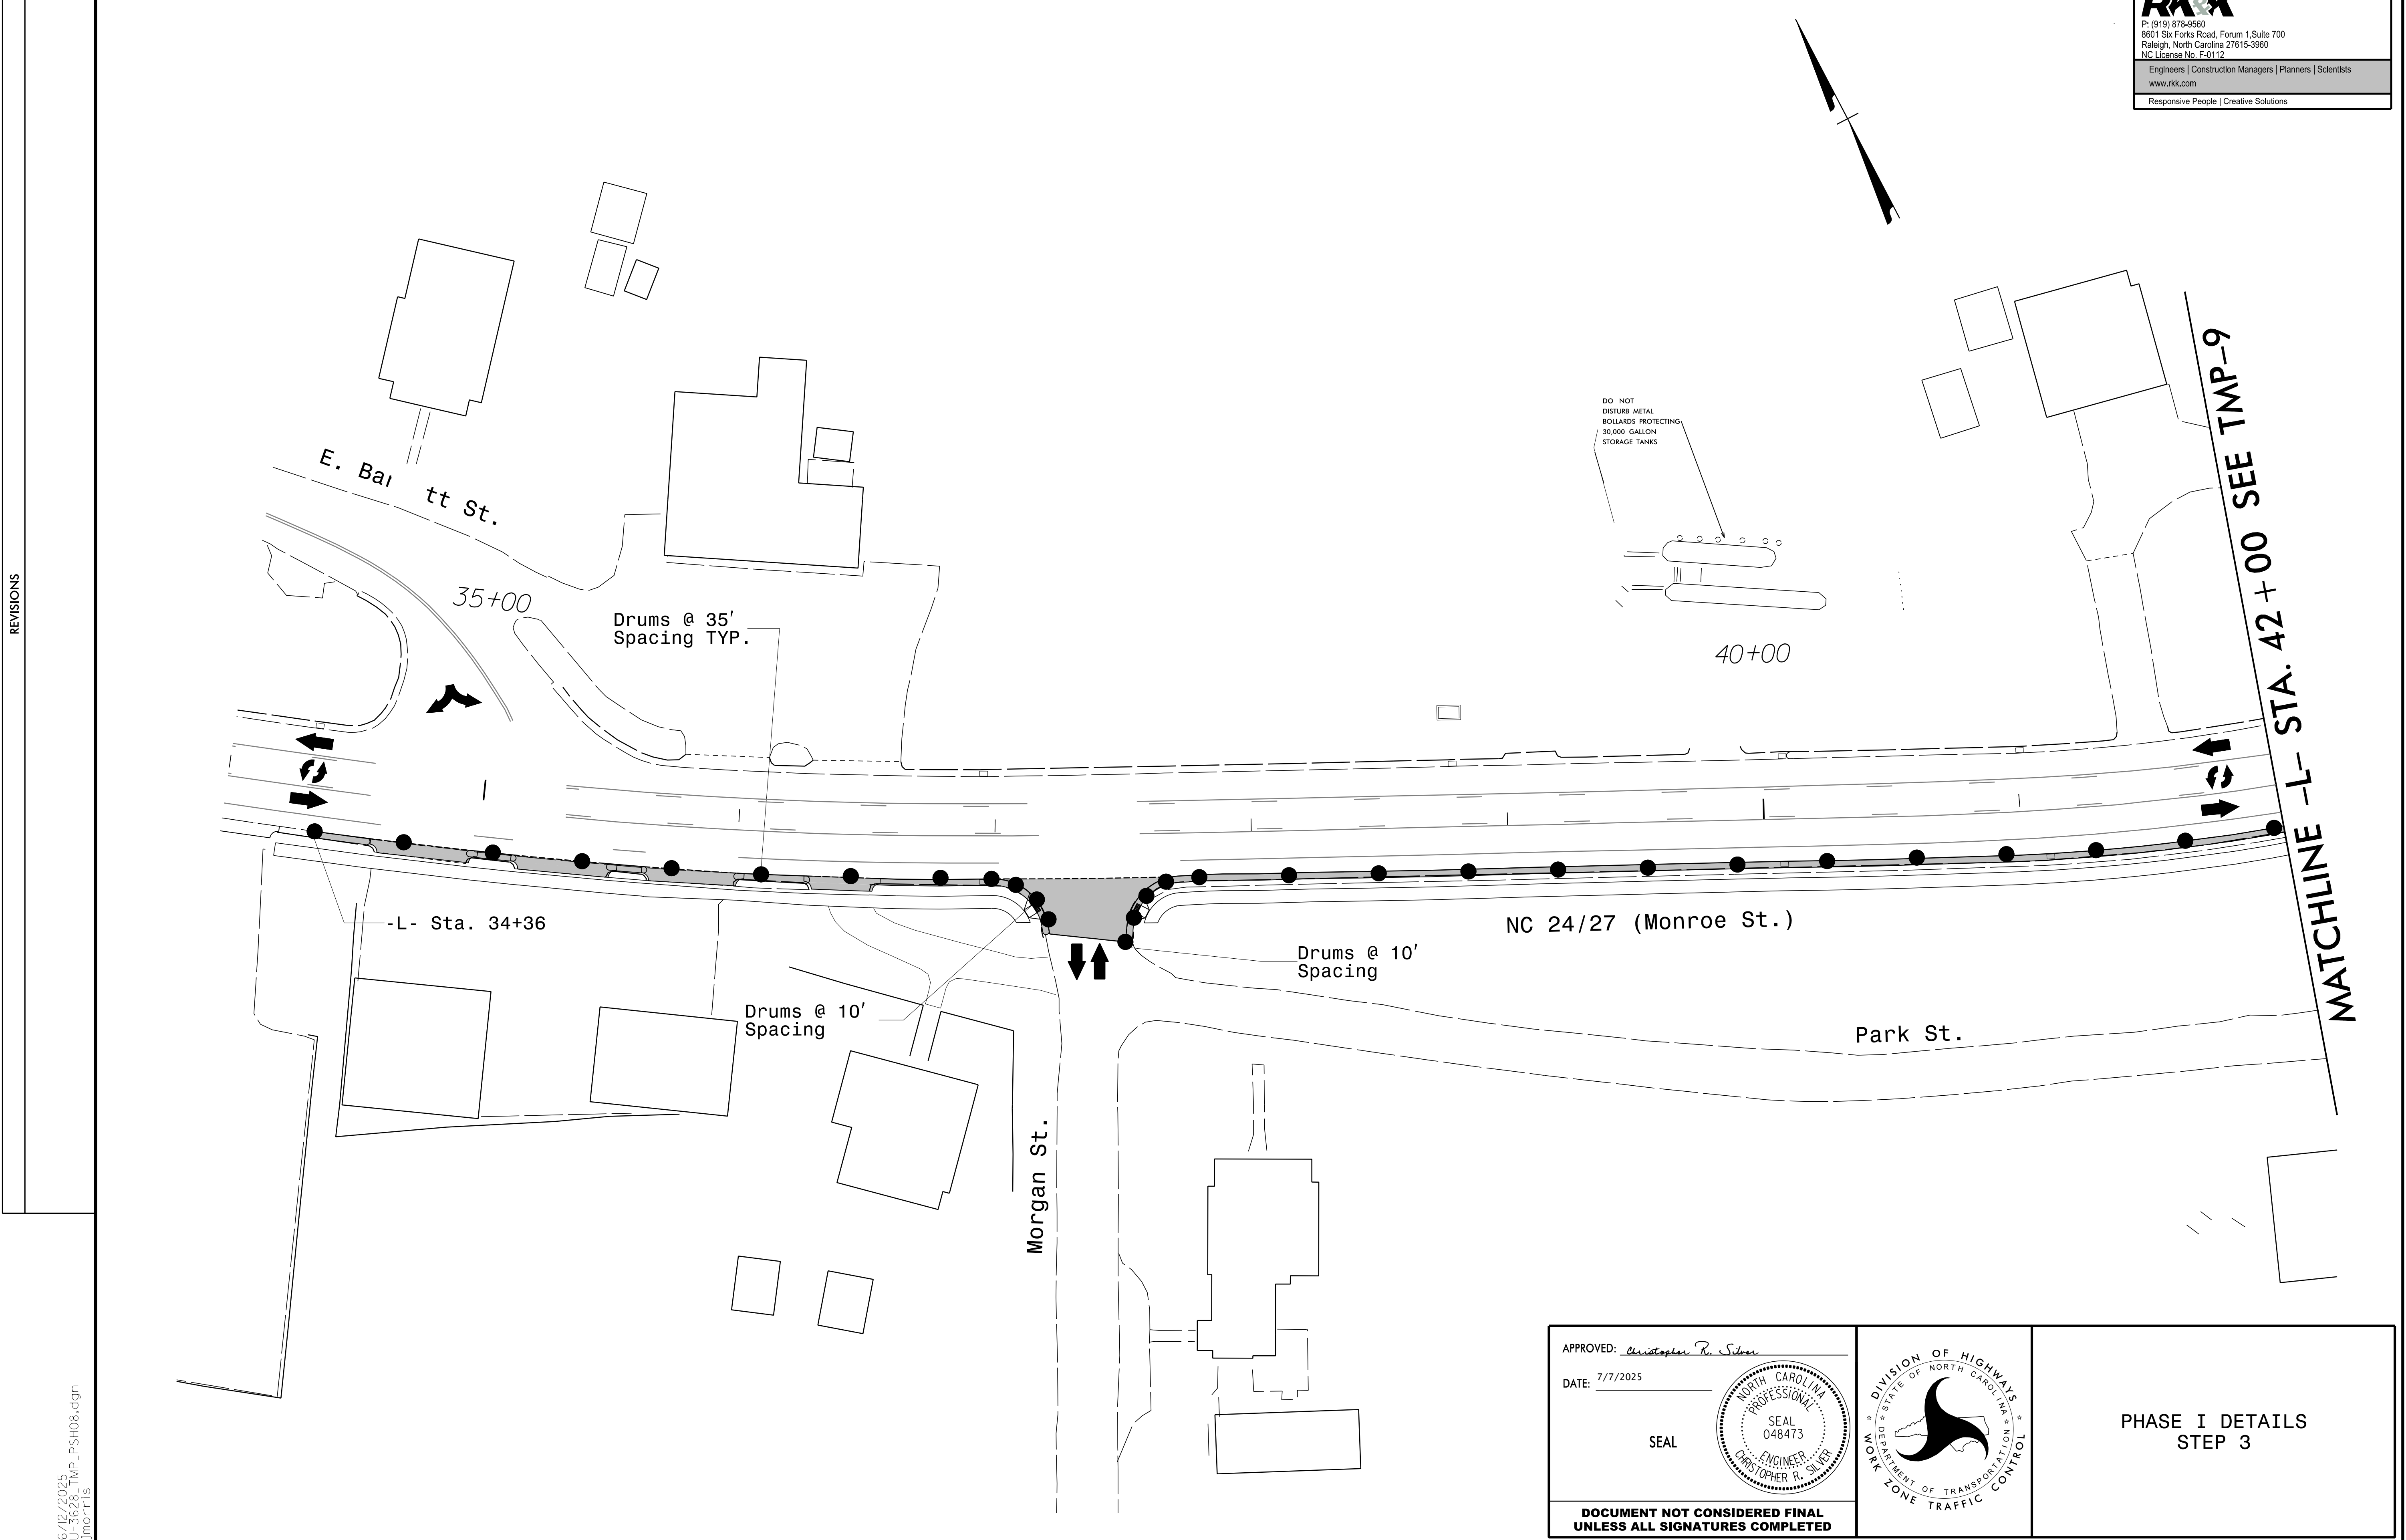 RK&K
P: (919) 878-9560
8601 Six Forks Road, Forum 1,Suite 700
Raleigh, North Carolina 27615-3960
NC License No. F-0112
Engineers | Construction Managers | Planners | Scientists
www.rkk.com
Responsive People | Creative Solutions
REVISIONS
DO NOT
DISTURB METAL
BOLLARDS PROTECTING
30,000 GALLON
STORAGE TANKS
E. Bar tt St.
35+00
Drums @ 35'
Spacing TYP.
40+00
MATCHLINE -L- STA. 42+00 SEE TMP-9
-L- Sta. 34+36
NC 24/27 (Monroe St.)
Drums @ 10'
Spacing
Drums @ 10'
Spacing
Park St.
Morgan St.
6/12/2025
U-3628_TMP_PSH08.dgn
jmorris
APPROVED: Christopher R. Silver
DATE: 7/7/2025
SEAL
NORTH CAROLINA
PROFESSIONAL
SEAL
048473
ENGINEER
CHRISTOPHER R. SILVER
DOCUMENT NOT CONSIDERED FINAL
UNLESS ALL SIGNATURES COMPLETED
DIVISION OF HIGHWAYS
STATE OF NORTH CAROLINA
DEPARTMENT OF TRANSPORTATION
WORK ZONE TRAFFIC CONTROL
PHASE I DETAILS
STEP 3